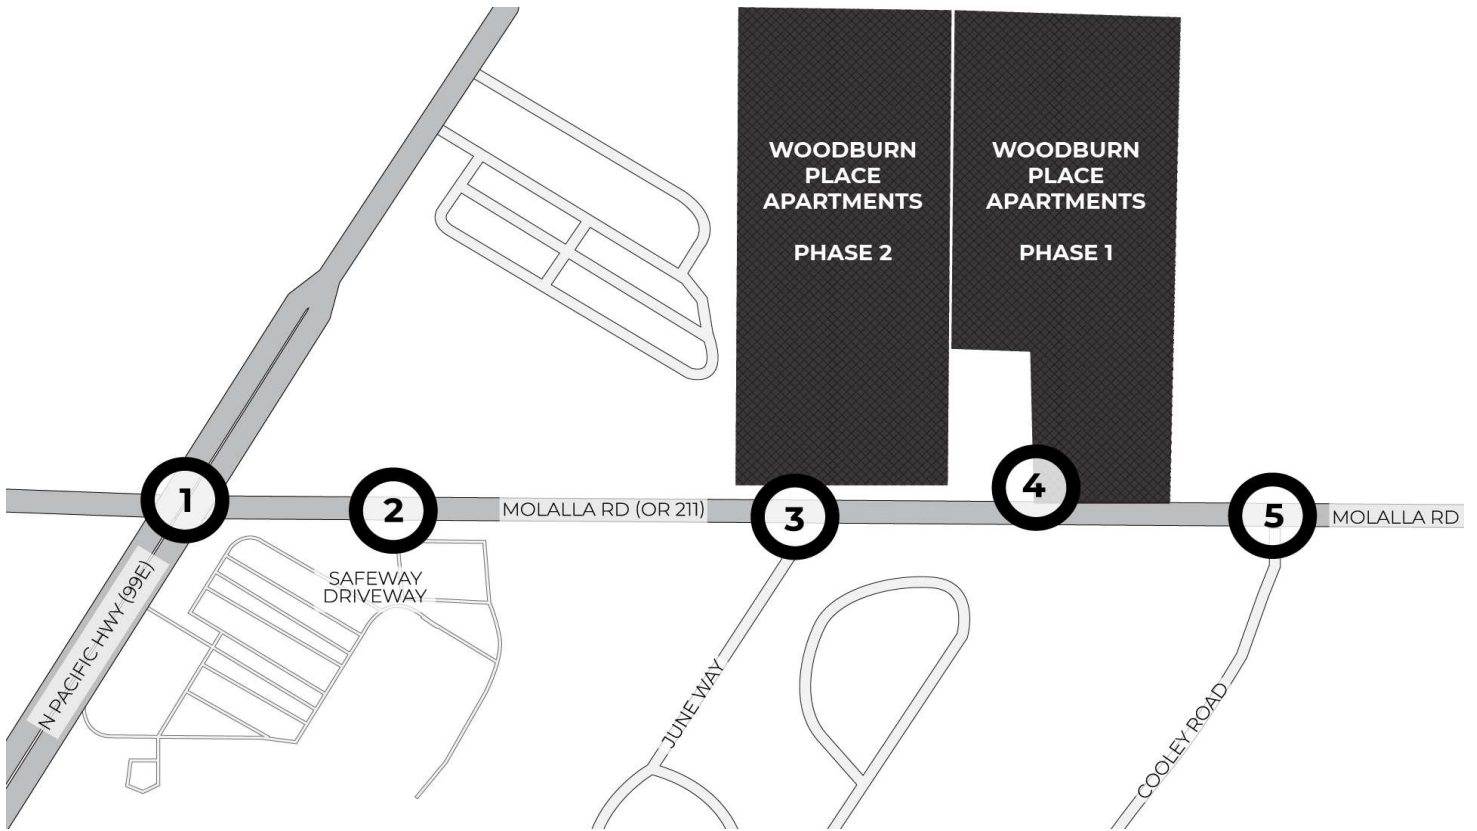 WOODBURN
PLACE
APARTMENTS
PHASE 2
WOODBURN
PLACE
APARTMENTS
PHASE 1
1
2
MOLALLA RD (OR 211)
3
4
5
MOLALLA RD
SAFEWAY
DRIVEWAY
N PACIFIC HWY (99E)
JUNE WAY
COOLEY ROAD